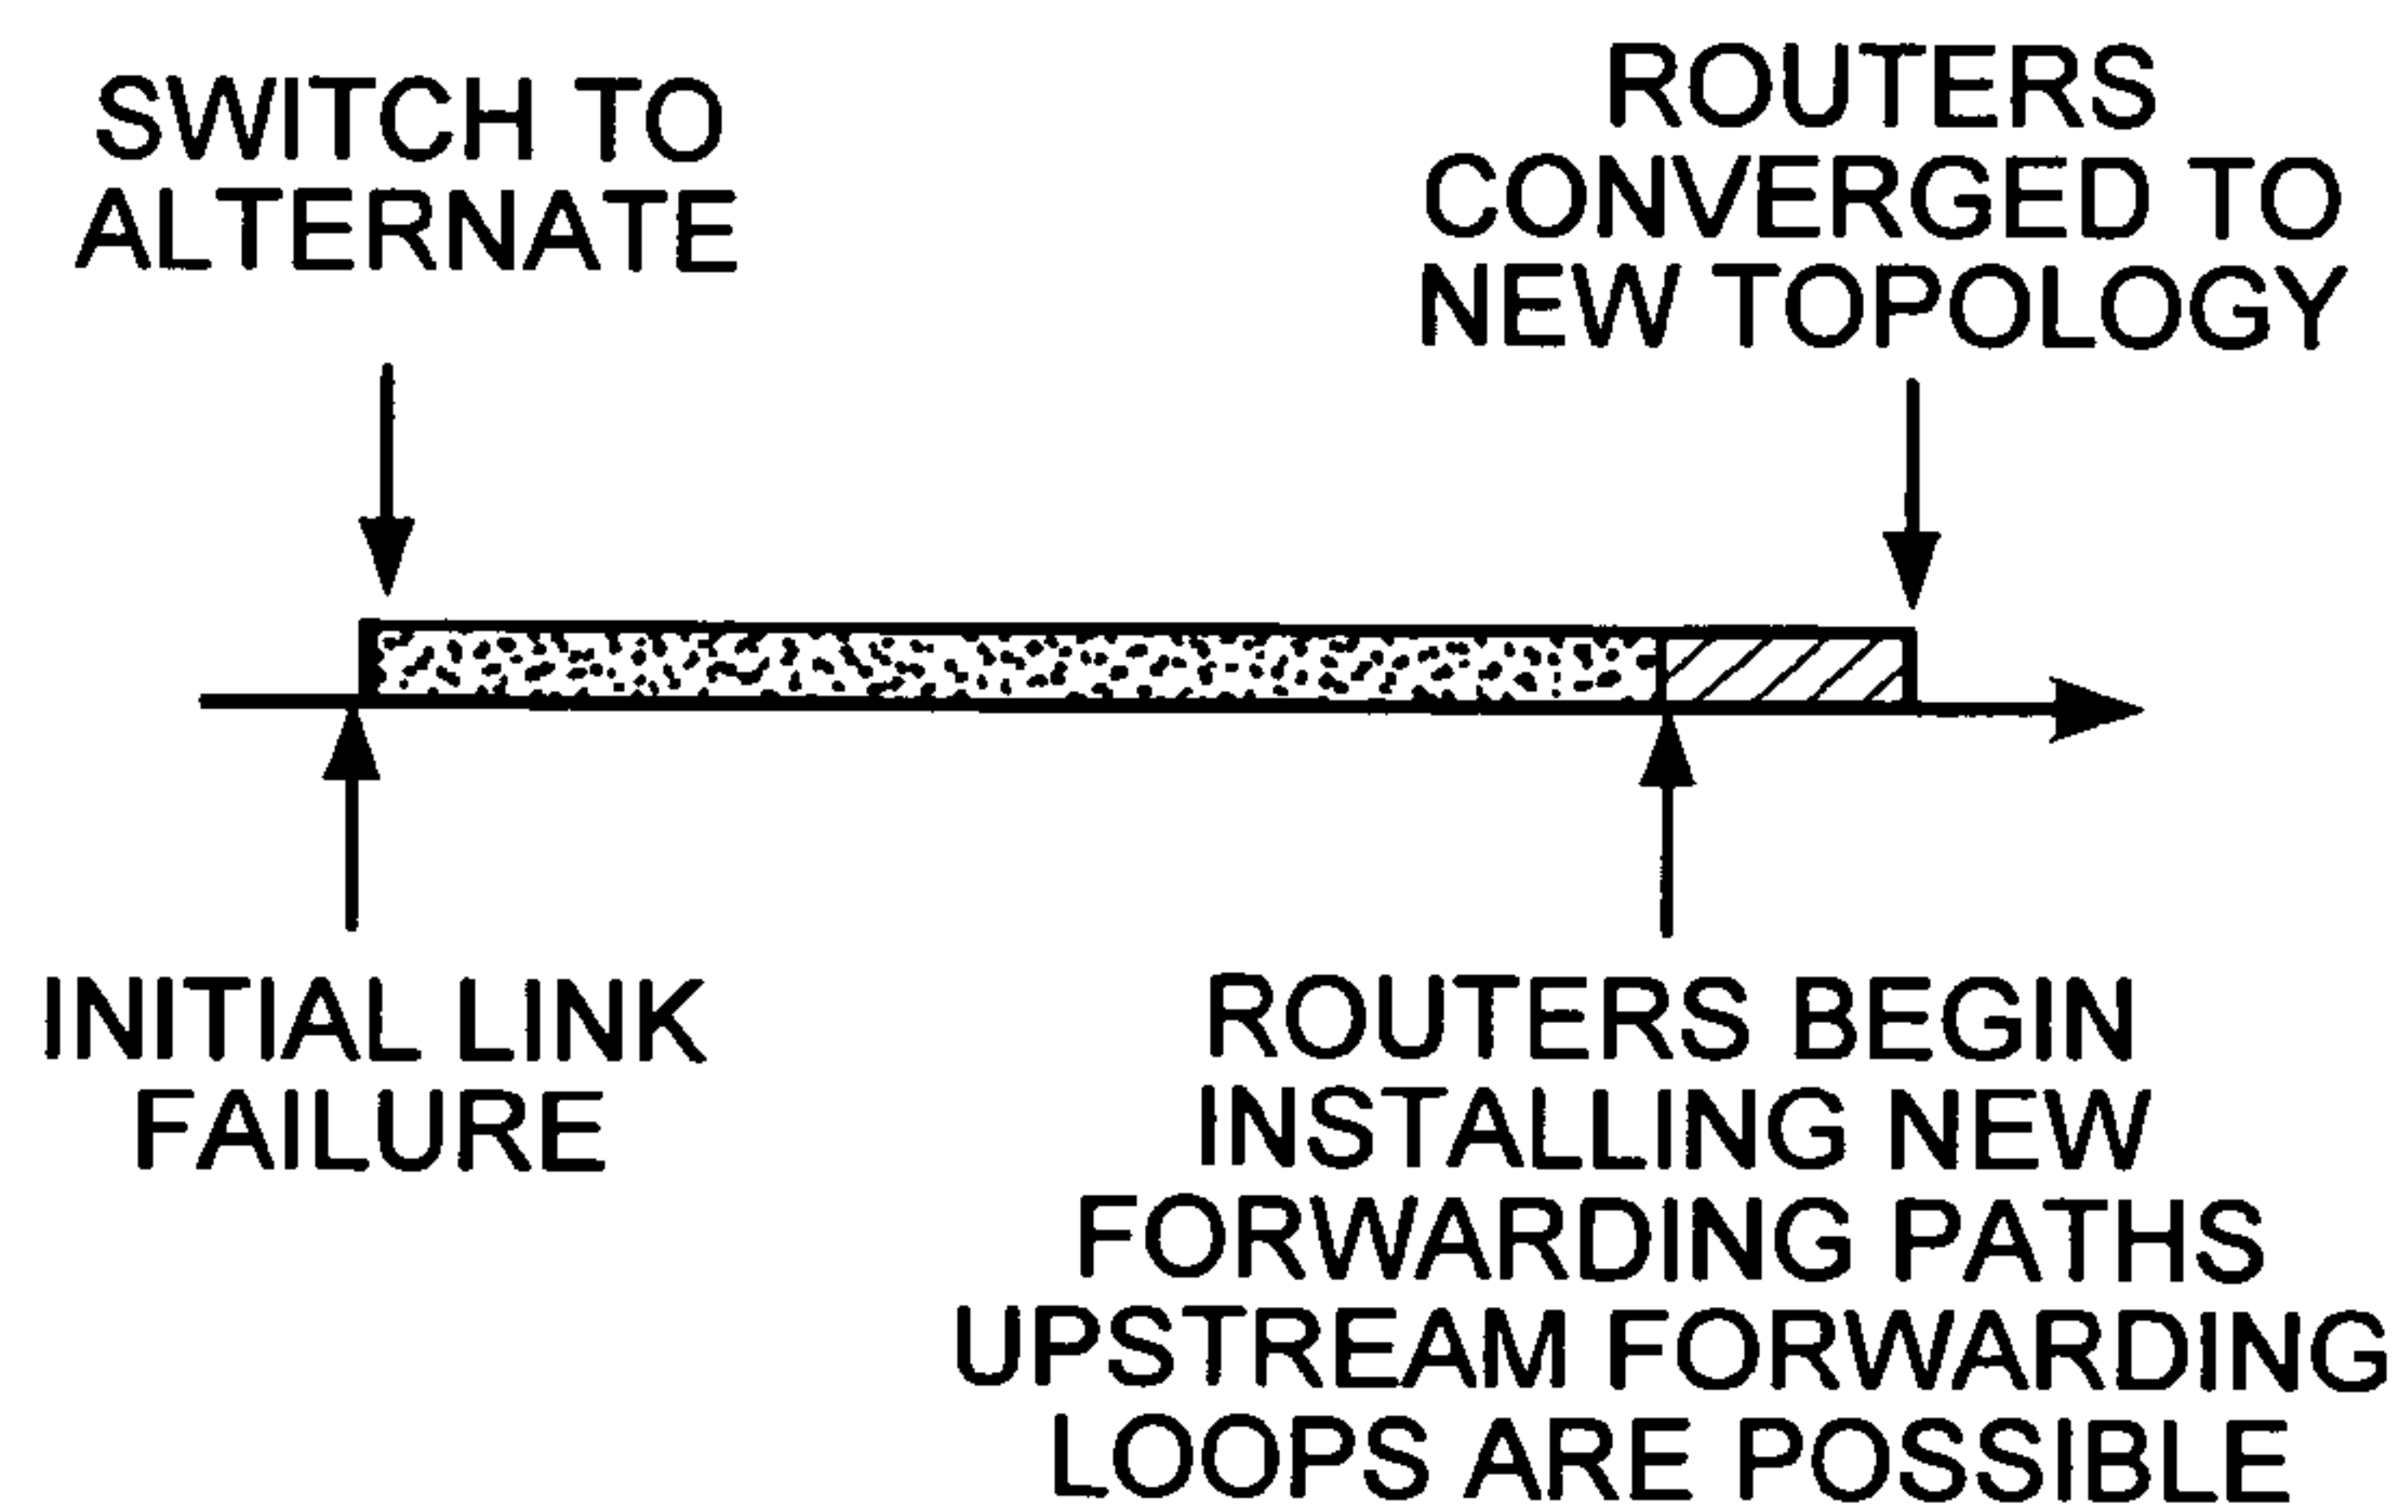 SWITCH TO
ALTERNATE
ROUTERS
CONVERGED TO
NEW TOPOLOGY
INITIAL LINK
FAILURE
ROUTERS BEGIN
INSTALLING NEW
FORWARDING PATHS
UPSTREAM FORWARDING
LOOPS ARE POSSIBLE